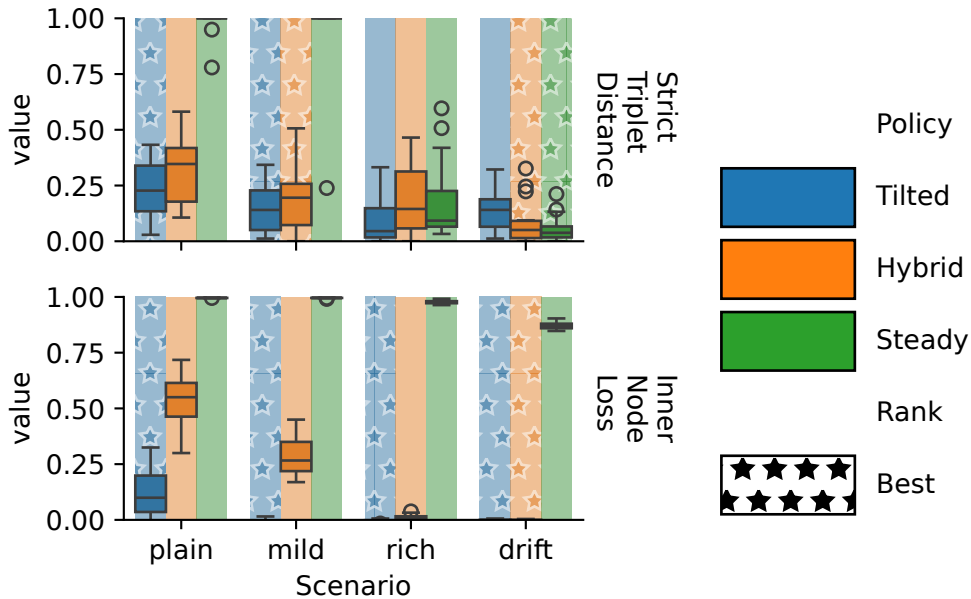 1.00
0.75
0.50
0.25
0.00
value
Strict
Triplet
Distance
1.00
0.75
0.50
0.25
0.00
value
Inner
Node
Loss
plain
mild
rich
drift
Scenario
Policy
Tilted
Hybrid
Steady
Rank
Best